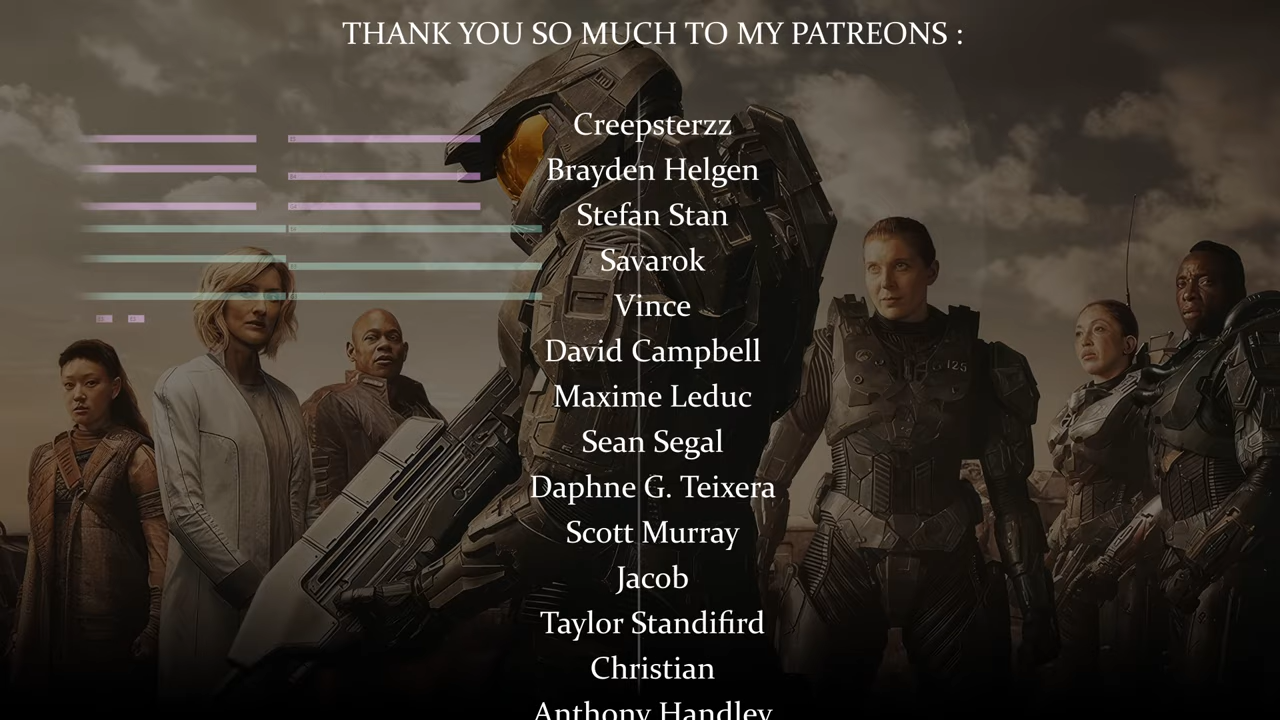 THANK YOU SO MUCH TO MY PATREONS :
Creepsterzz
Brayden Helgen
Stefan Stan
Savarok
Vince
David Campbell
Maxime Leduc
Sean Segal
Daphne G. Teixera
Scott Murray
Jacob
Taylor Standifird
Christian
Anthony Handley
125